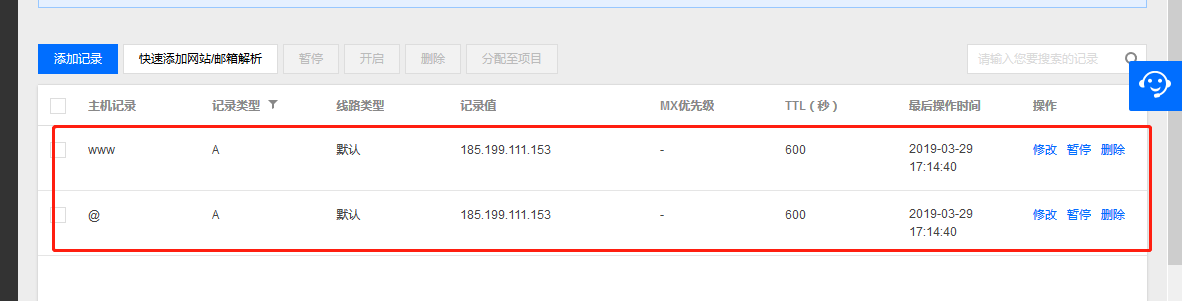 添加记录 快速添加网站/邮箱解析 暂停 开启 删除 分配至项目 请输入您要搜索的记录
主机记录 记录类型 线路类型 记录值 MX优先级 TTL（秒） 最后操作时间 操作
www A 默认 185.199.111.153 - 600 2019-03-29 17:14:40 修改 暂停 删除
@ A 默认 185.199.111.153 - 600 2019-03-29 17:14:40 修改 暂停 删除